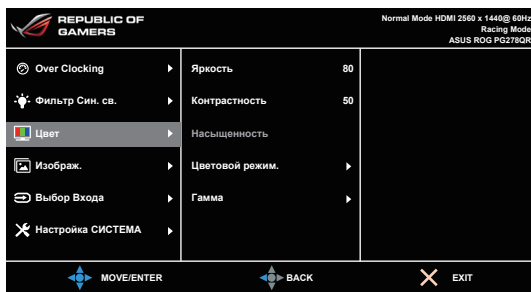 REPUBLIC OF
GAMERS
Normal Mode HDMI 2560 x 1440@ 60Hz
Racing Mode
ASUS ROG PG278QR
Over Clocking
Яркость 80
Фильтр Син. св.
Контрастность 50
Цвет
Насыщенность
Изображ.
Цветовой режим.
Выбор Входа
Гамма
Настройка СИСТЕМА
MOVE/ENTER BACK EXIT